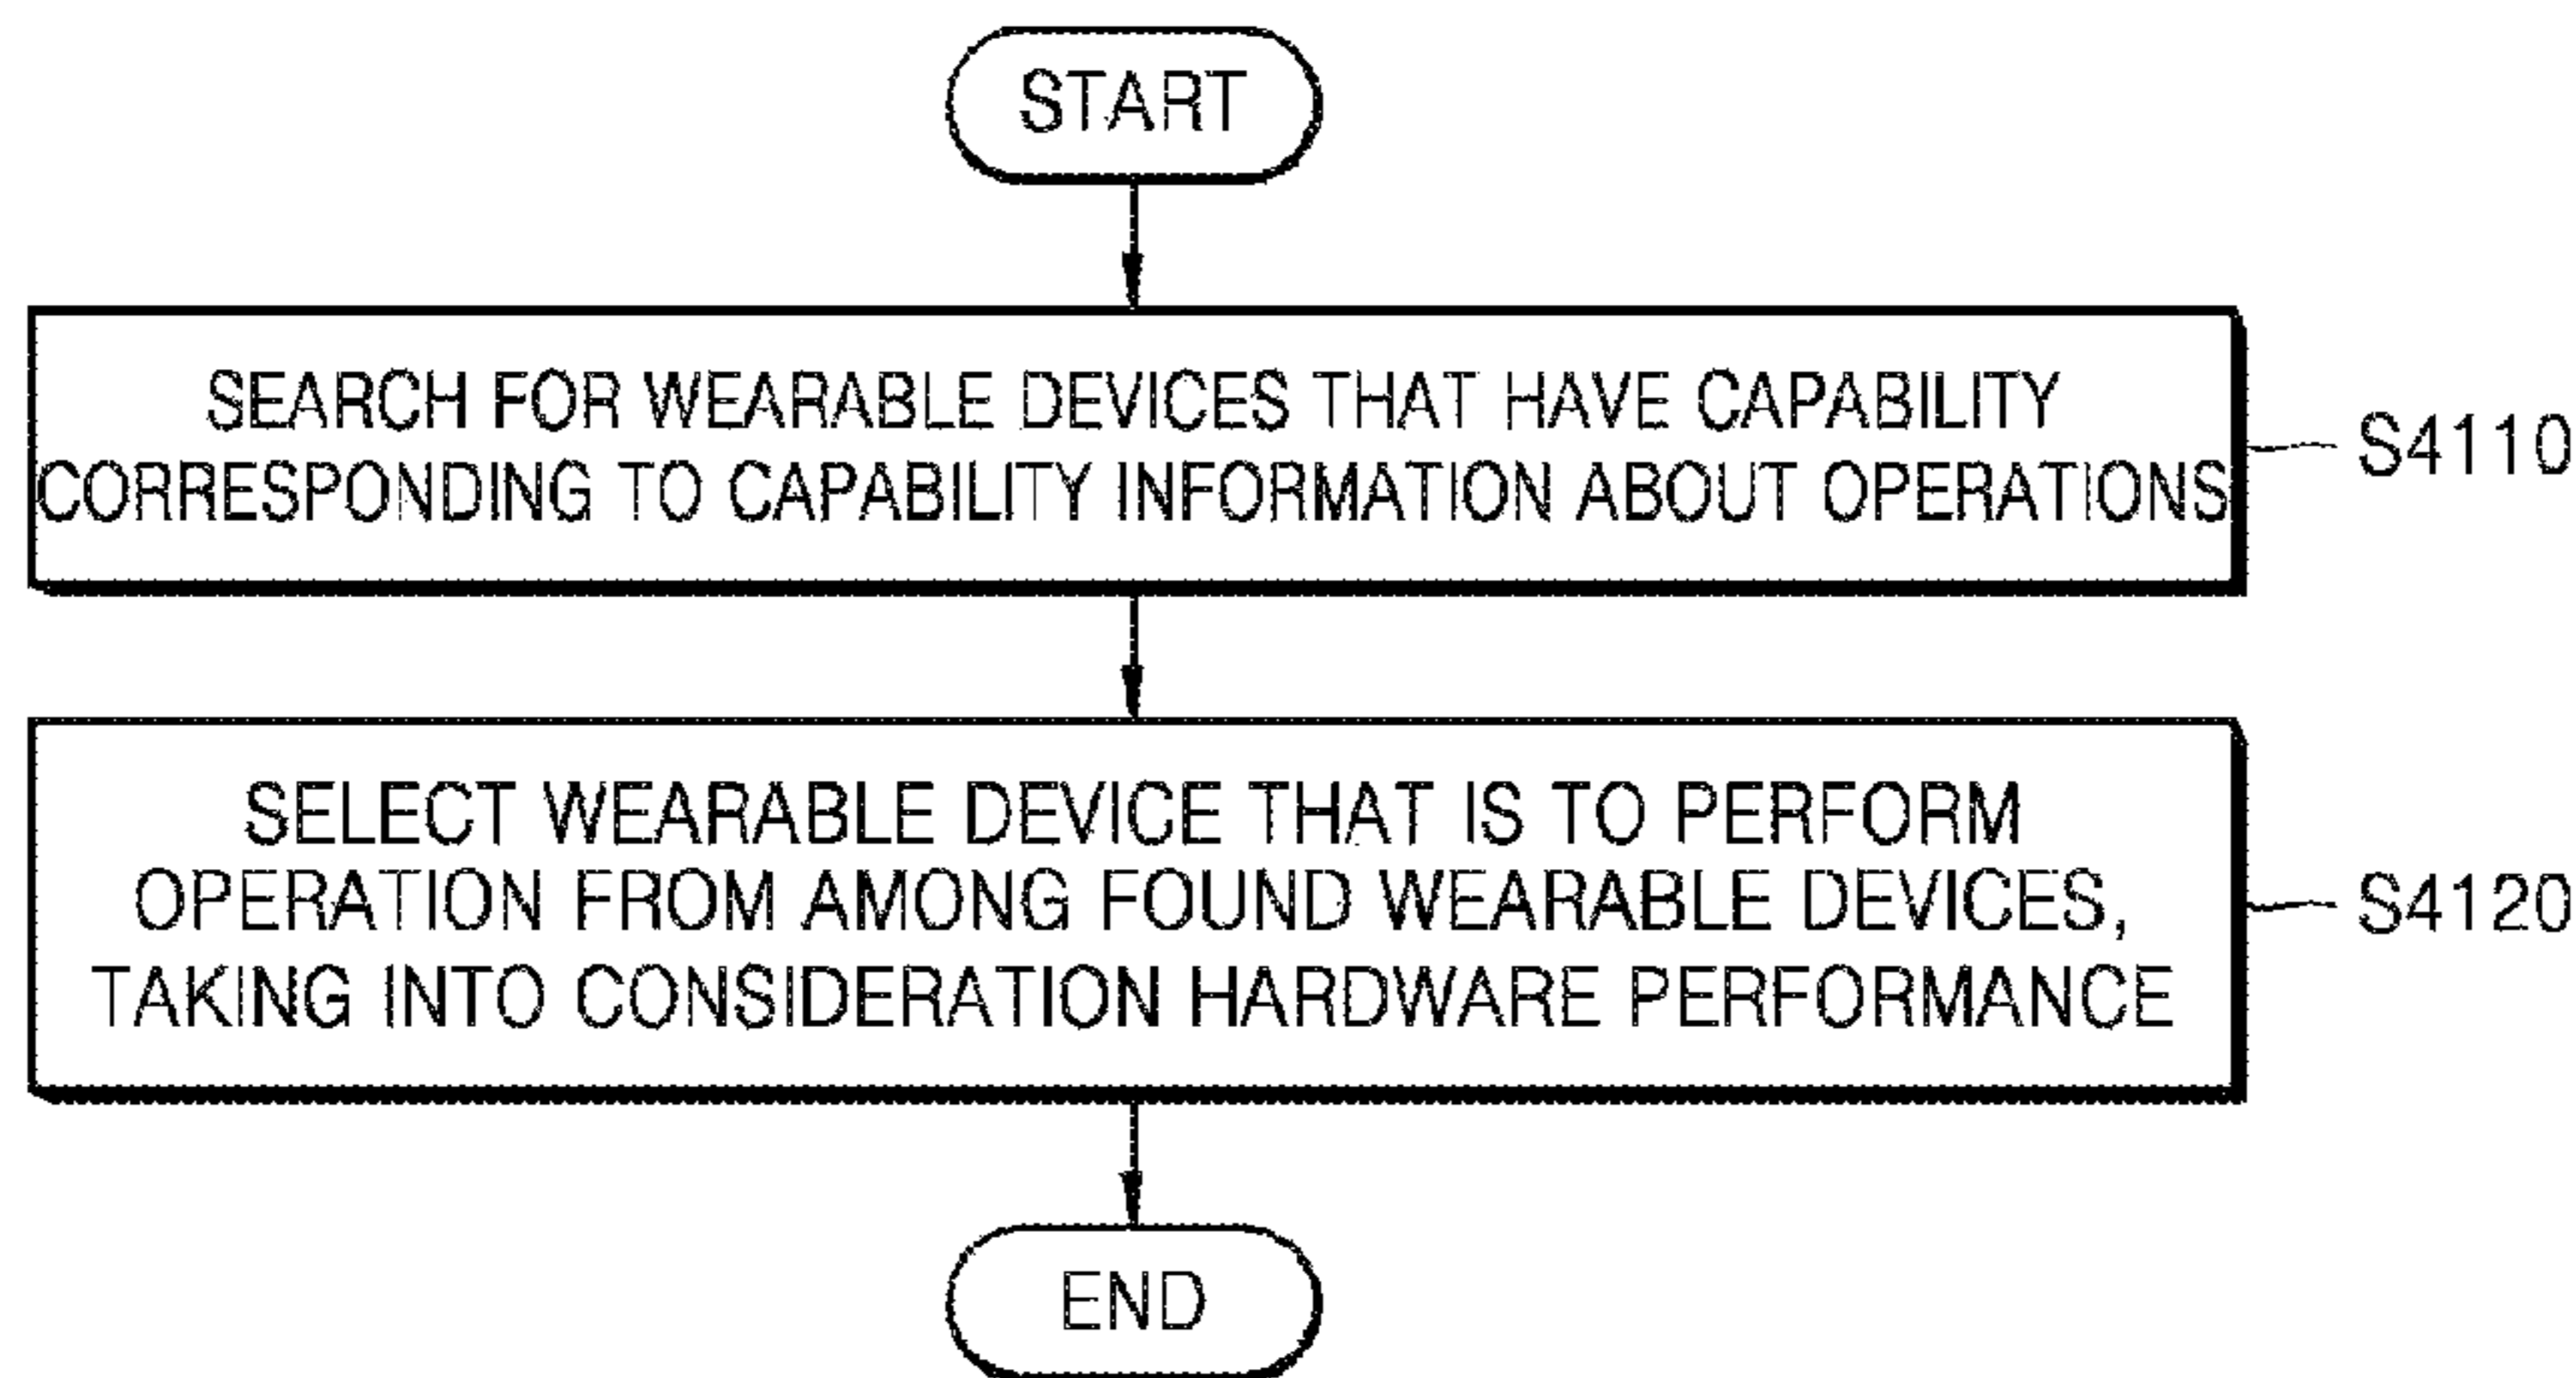 START
SEARCH FOR WEARABLE DEVICES THAT HAVE CAPABILITY
CORRESPONDING TO CAPABILITY INFORMATION ABOUT OPERATIONS
S4110
SELECT WEARABLE DEVICE THAT IS TO PERFORM
OPERATION FROM AMONG FOUND WEARABLE DEVICES,
TAKING INTO CONSIDERATION HARDWARE PERFORMANCE
S4120
END